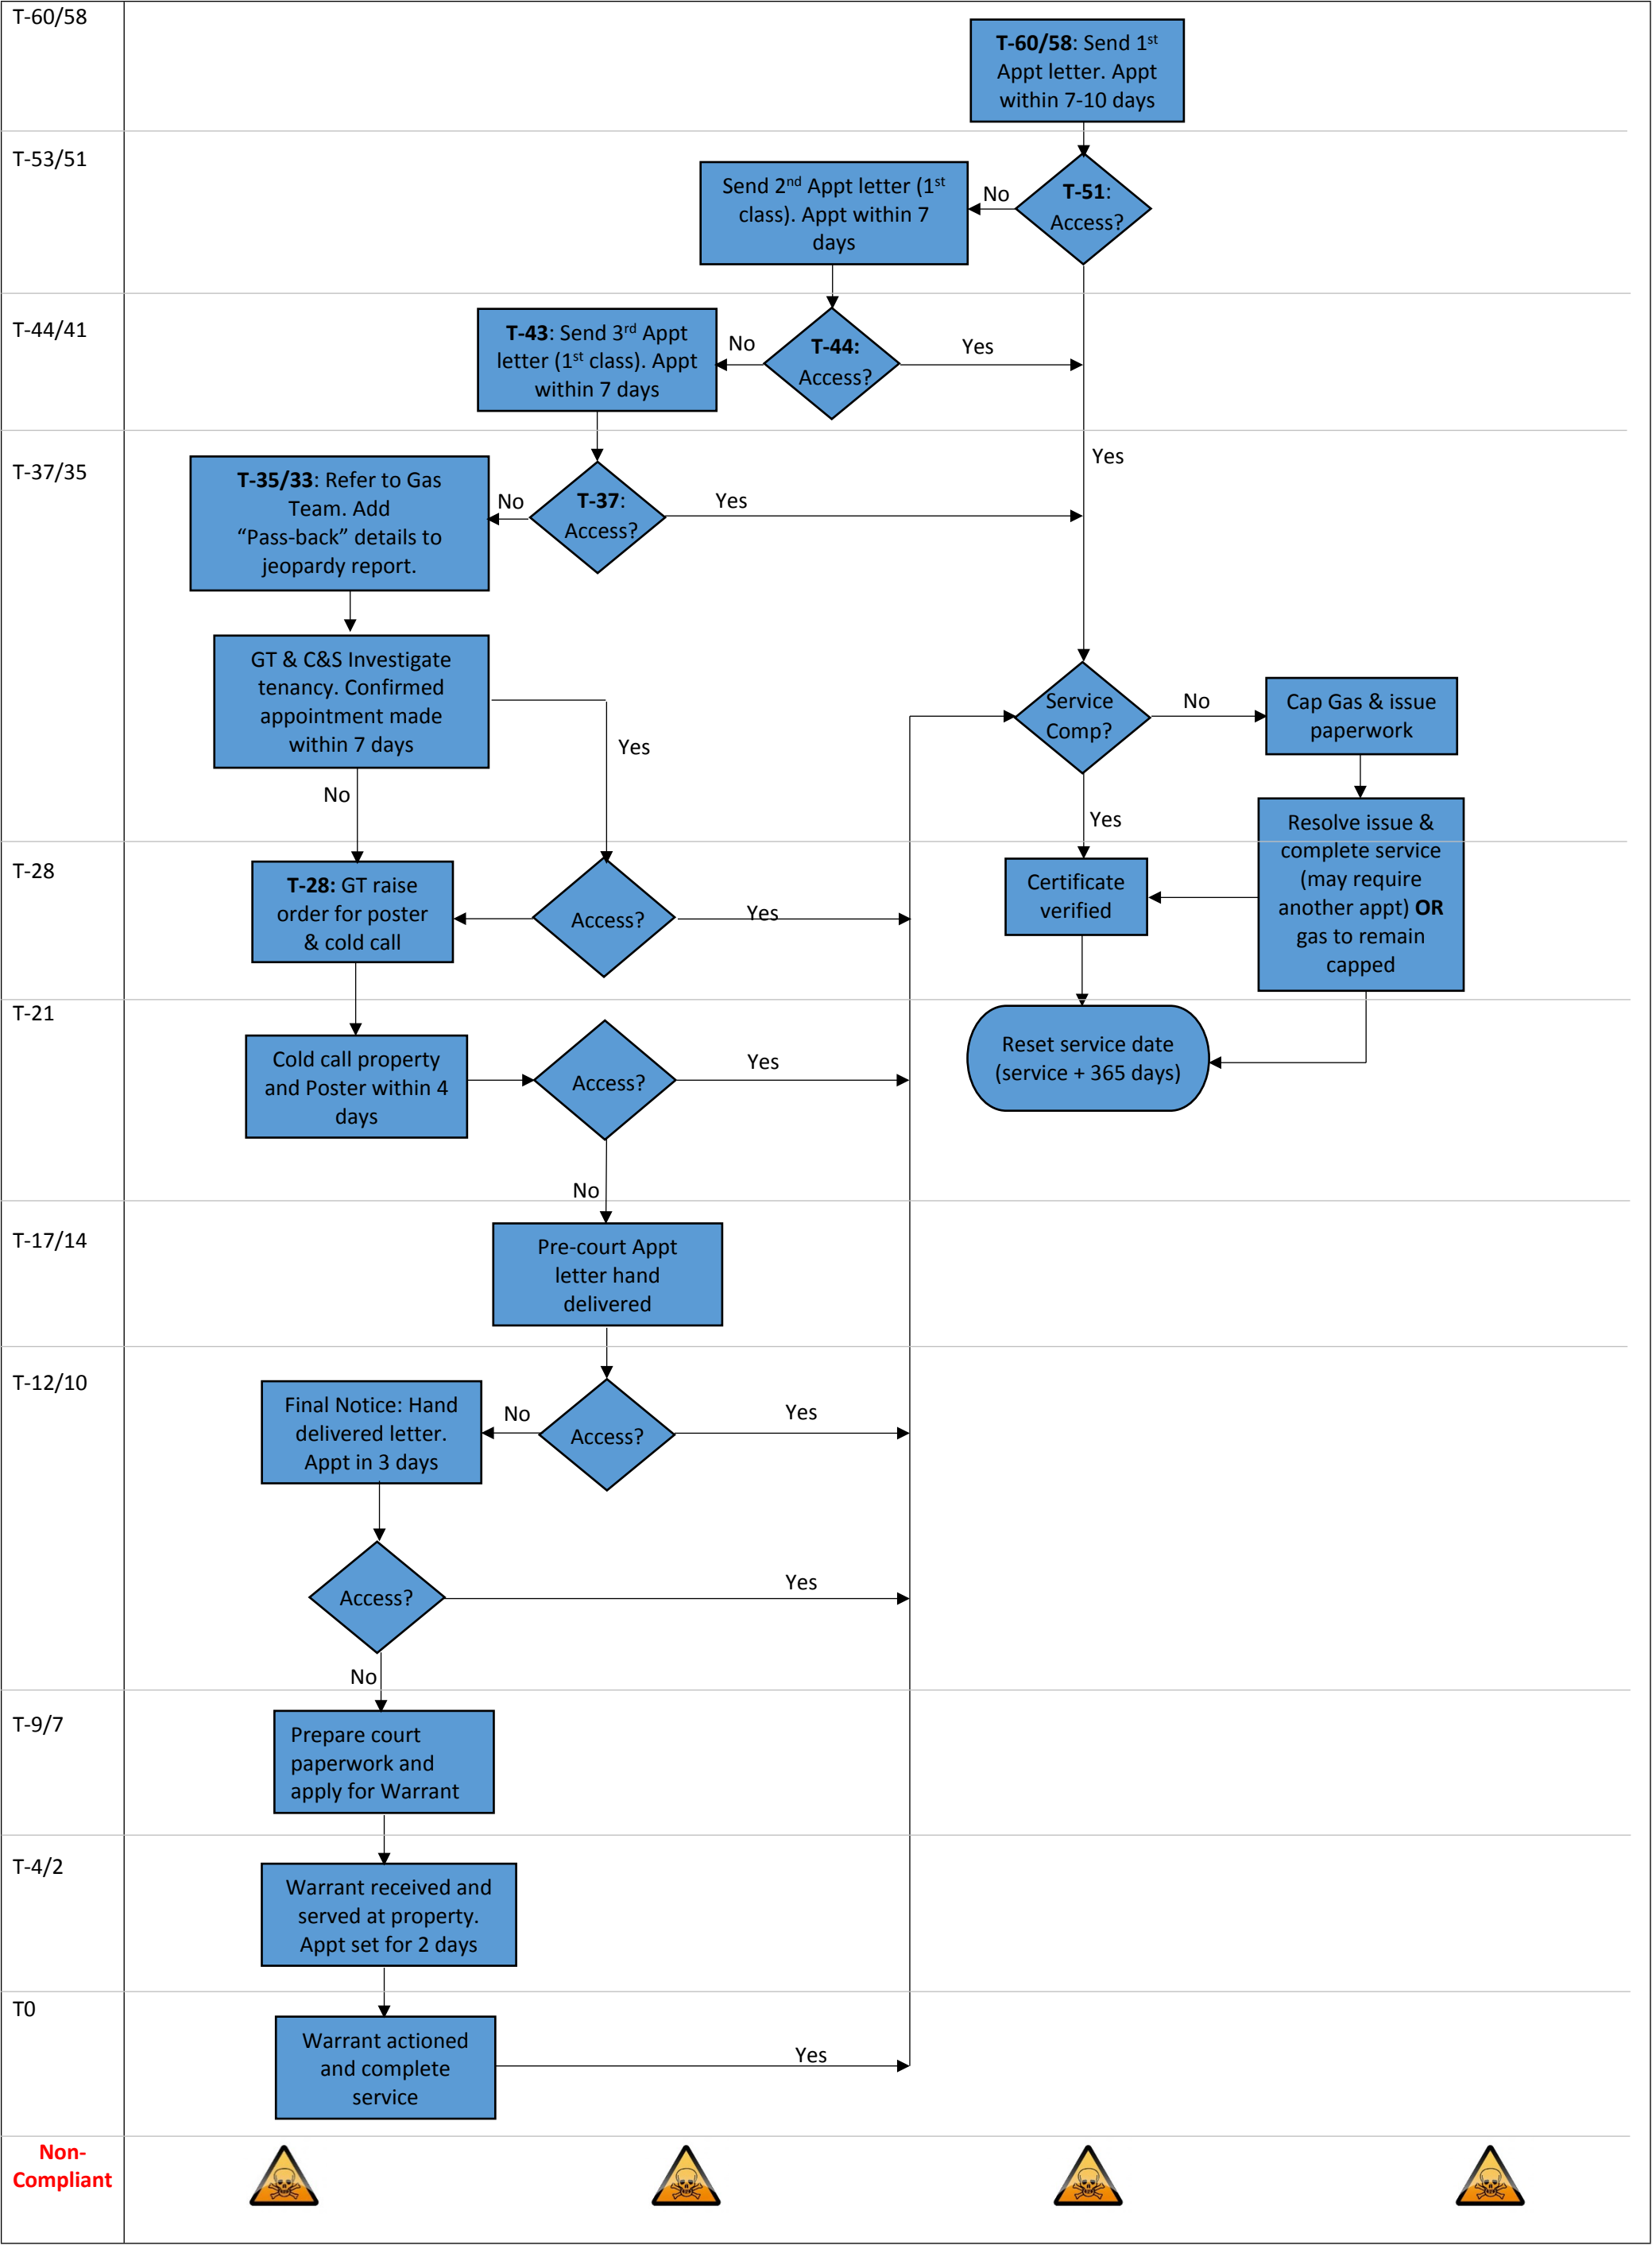 T-60/58
T-60/58: Send 1st
Appt letter. Appt
within 7-10 days
T-53/51
Send 2nd Appt letter (1st
class). Appt within 7
days
No
T-51:
Access?
T-44/41
T-43: Send 3rd Appt
letter (1st class). Appt
within 7 days
No
T-44:
Access?
Yes
Yes
T-37/35
T-35/33: Refer to Gas
Team. Add
“Pass-back” details to
jeopardy report.
No
T-37:
Access?
Yes
GT & C&S Investigate
tenancy. Confirmed
appointment made
within 7 days
Yes
No
Service
Comp?
No
Cap Gas & issue
paperwork
Yes
Resolve issue &
complete service
(may require
another appt) OR
gas to remain
capped
T-28
T-28: GT raise
order for poster
& cold call
Access?
Yes
Certificate
verified
T-21
Cold call property
and Poster within 4
days
Access?
Yes
Reset service date
(service + 365 days)
No
T-17/14
Pre-court Appt
letter hand
delivered
T-12/10
Final Notice: Hand
delivered letter.
Appt in 3 days
No
Access?
Yes
Access?
Yes
No
T-9/7
Prepare court
paperwork and
apply for Warrant
T-4/2
Warrant received and
served at property.
Appt set for 2 days
T0
Warrant actioned
and complete
service
Yes
Non-
Compliant